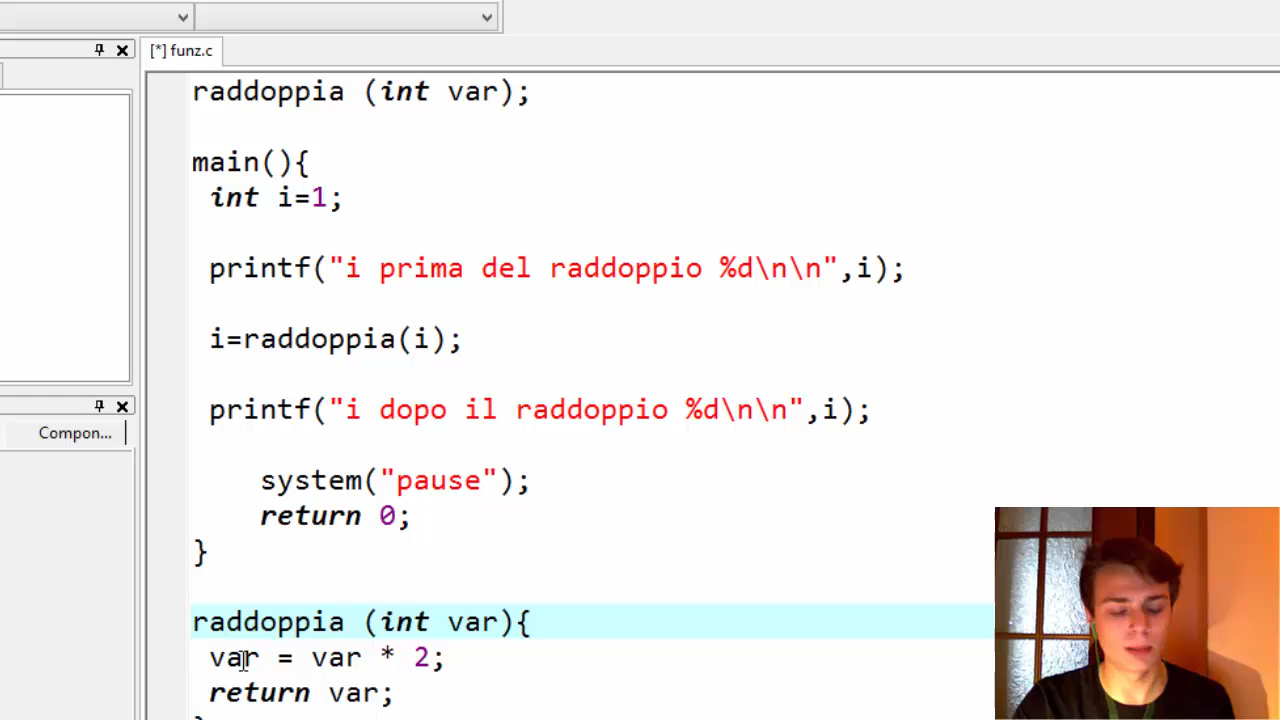 [*] funz.c
raddoppia (int var);
main(){
int i=1;
printf("i prima del raddoppio %d\n\n",i);
i=raddoppia(i);
printf("i dopo il raddoppio %d\n\n",i);
Compon...
system("pause");
return 0;
}
raddoppia (int var){
var = var * 2;
return var;